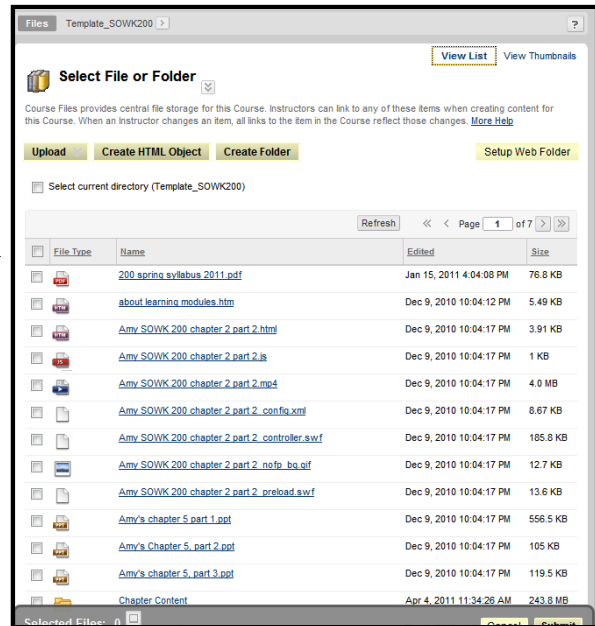 Files Template_SOWK200 > ?
View List View Thumbnails
Select File or Folder
Course Files provides central file storage for this Course. Instructors can link to any of these items when creating content for
this Course. When an Instructor changes an item, all links to the item in the Course reflect those changes. More Help
Upload Create HTML Object Create Folder Setup Web Folder
Select current directory (Template_SOWK200)
Refresh << < Page 1 of 7 > >>
File Type Name Edited Size
PDF 200 spring syllabus 2011.pdf Jan 15, 2011 4:04:08 PM 76.8 KB
HTM about learning modules.htm Dec 9, 2010 10:04:12 PM 5.49 KB
HTM Amy SOWK 200 chapter 2 part 2.html Dec 9, 2010 10:04:17 PM 3.91 KB
JS Amy SOWK 200 chapter 2 part 2.js Dec 9, 2010 10:04:17 PM 1 KB
Amy SOWK 200 chapter 2 part 2.mp4 Dec 9, 2010 10:04:17 PM 4.0 MB
Amy SOWK 200 chapter 2 part 2_config.xml Dec 9, 2010 10:04:17 PM 8.67 KB
Amy SOWK 200 chapter 2 part 2_controller.swf Dec 9, 2010 10:04:17 PM 185.8 KB
Amy SOWK 200 chapter 2 part 2_nofp_bg.gif Dec 9, 2010 10:04:17 PM 12.7 KB
Amy SOWK 200 chapter 2 part 2_preload.swf Dec 9, 2010 10:04:17 PM 13.6 KB
PPT Amy's chapter 5 part 1.ppt Dec 9, 2010 10:04:17 PM 556.5 KB
PPT Amy's Chapter 5, part 2.ppt Dec 9, 2010 10:04:17 PM 105 KB
PPT Amy's chapter 5, part 3.ppt Dec 9, 2010 10:04:17 PM 119.5 KB
Chapter Content Apr 4, 2011 11:34:26 AM 243.8 MB
Selected Files: 0 Cancel Submit